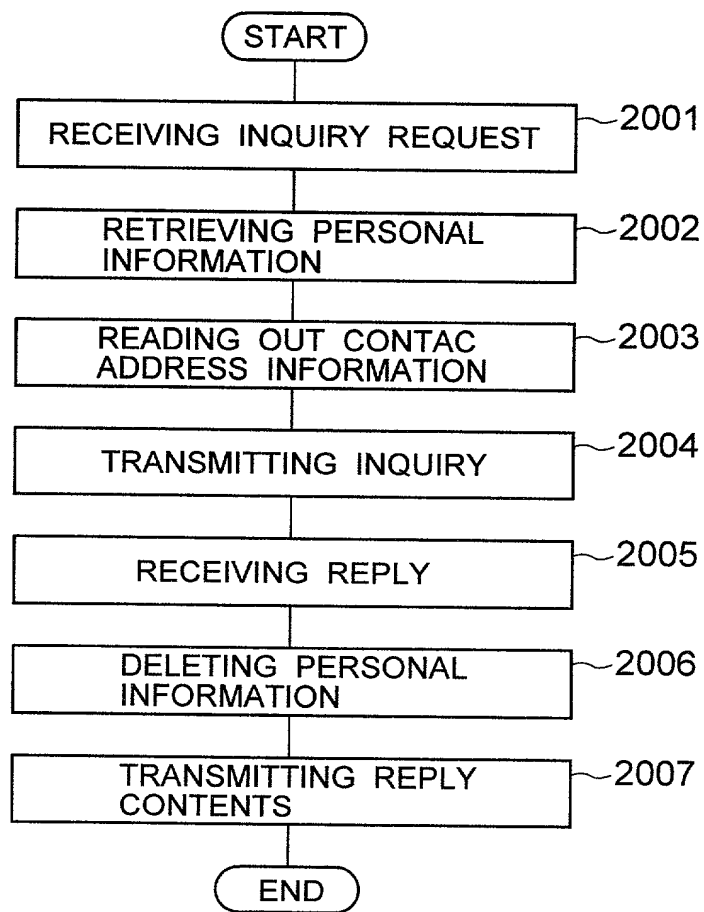 START
RECEIVING INQUIRY REQUEST
2001
RETRIEVING PERSONAL
INFORMATION
2002
READING OUT CONTAC
ADDRESS INFORMATION
2003
TRANSMITTING INQUIRY
2004
RECEIVING REPLY
2005
DELETING PERSONAL
INFORMATION
2006
TRANSMITTING REPLY
CONTENTS
2007
END